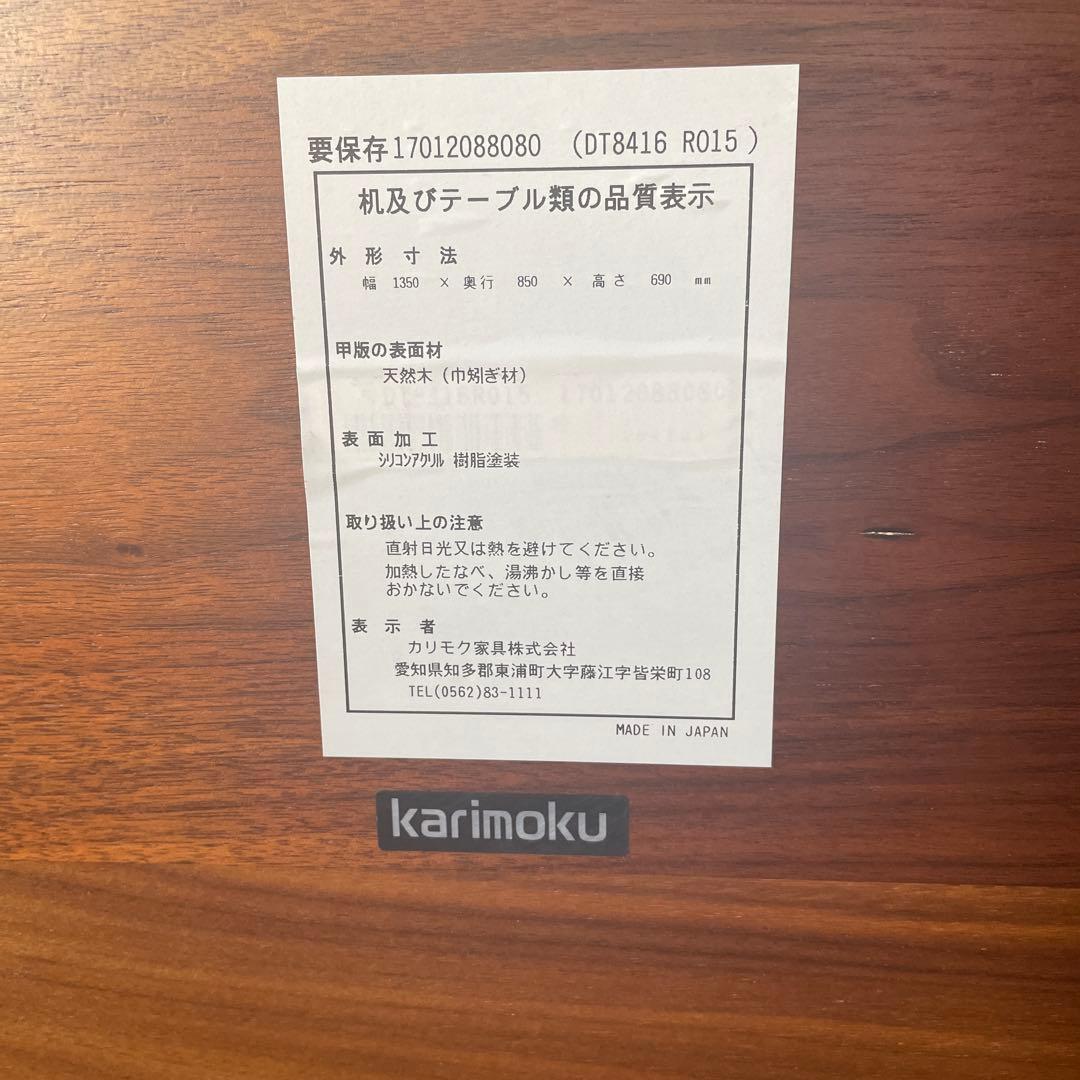 要保存17012088080 (DT8416 R015 )
机及びテーブル類の品質表示
外形寸法
幅 1350 × 奥行 850 × 高さ 690 mm
甲版の表面材
天然木(巾矧ぎ材)
17012088080
表面加工
シリコンアクリル 樹脂塗装
取り扱い上の注意
直射日光又は熱を避けてください。
加熱したなべ、湯沸かし等を直接
おかないでください。
表示者
カリモク家具株式会社
愛知県知多郡東浦町大字藤江字皆栄町108
TEL(0562)83-1111
MADE IN JAPAN
karimoku